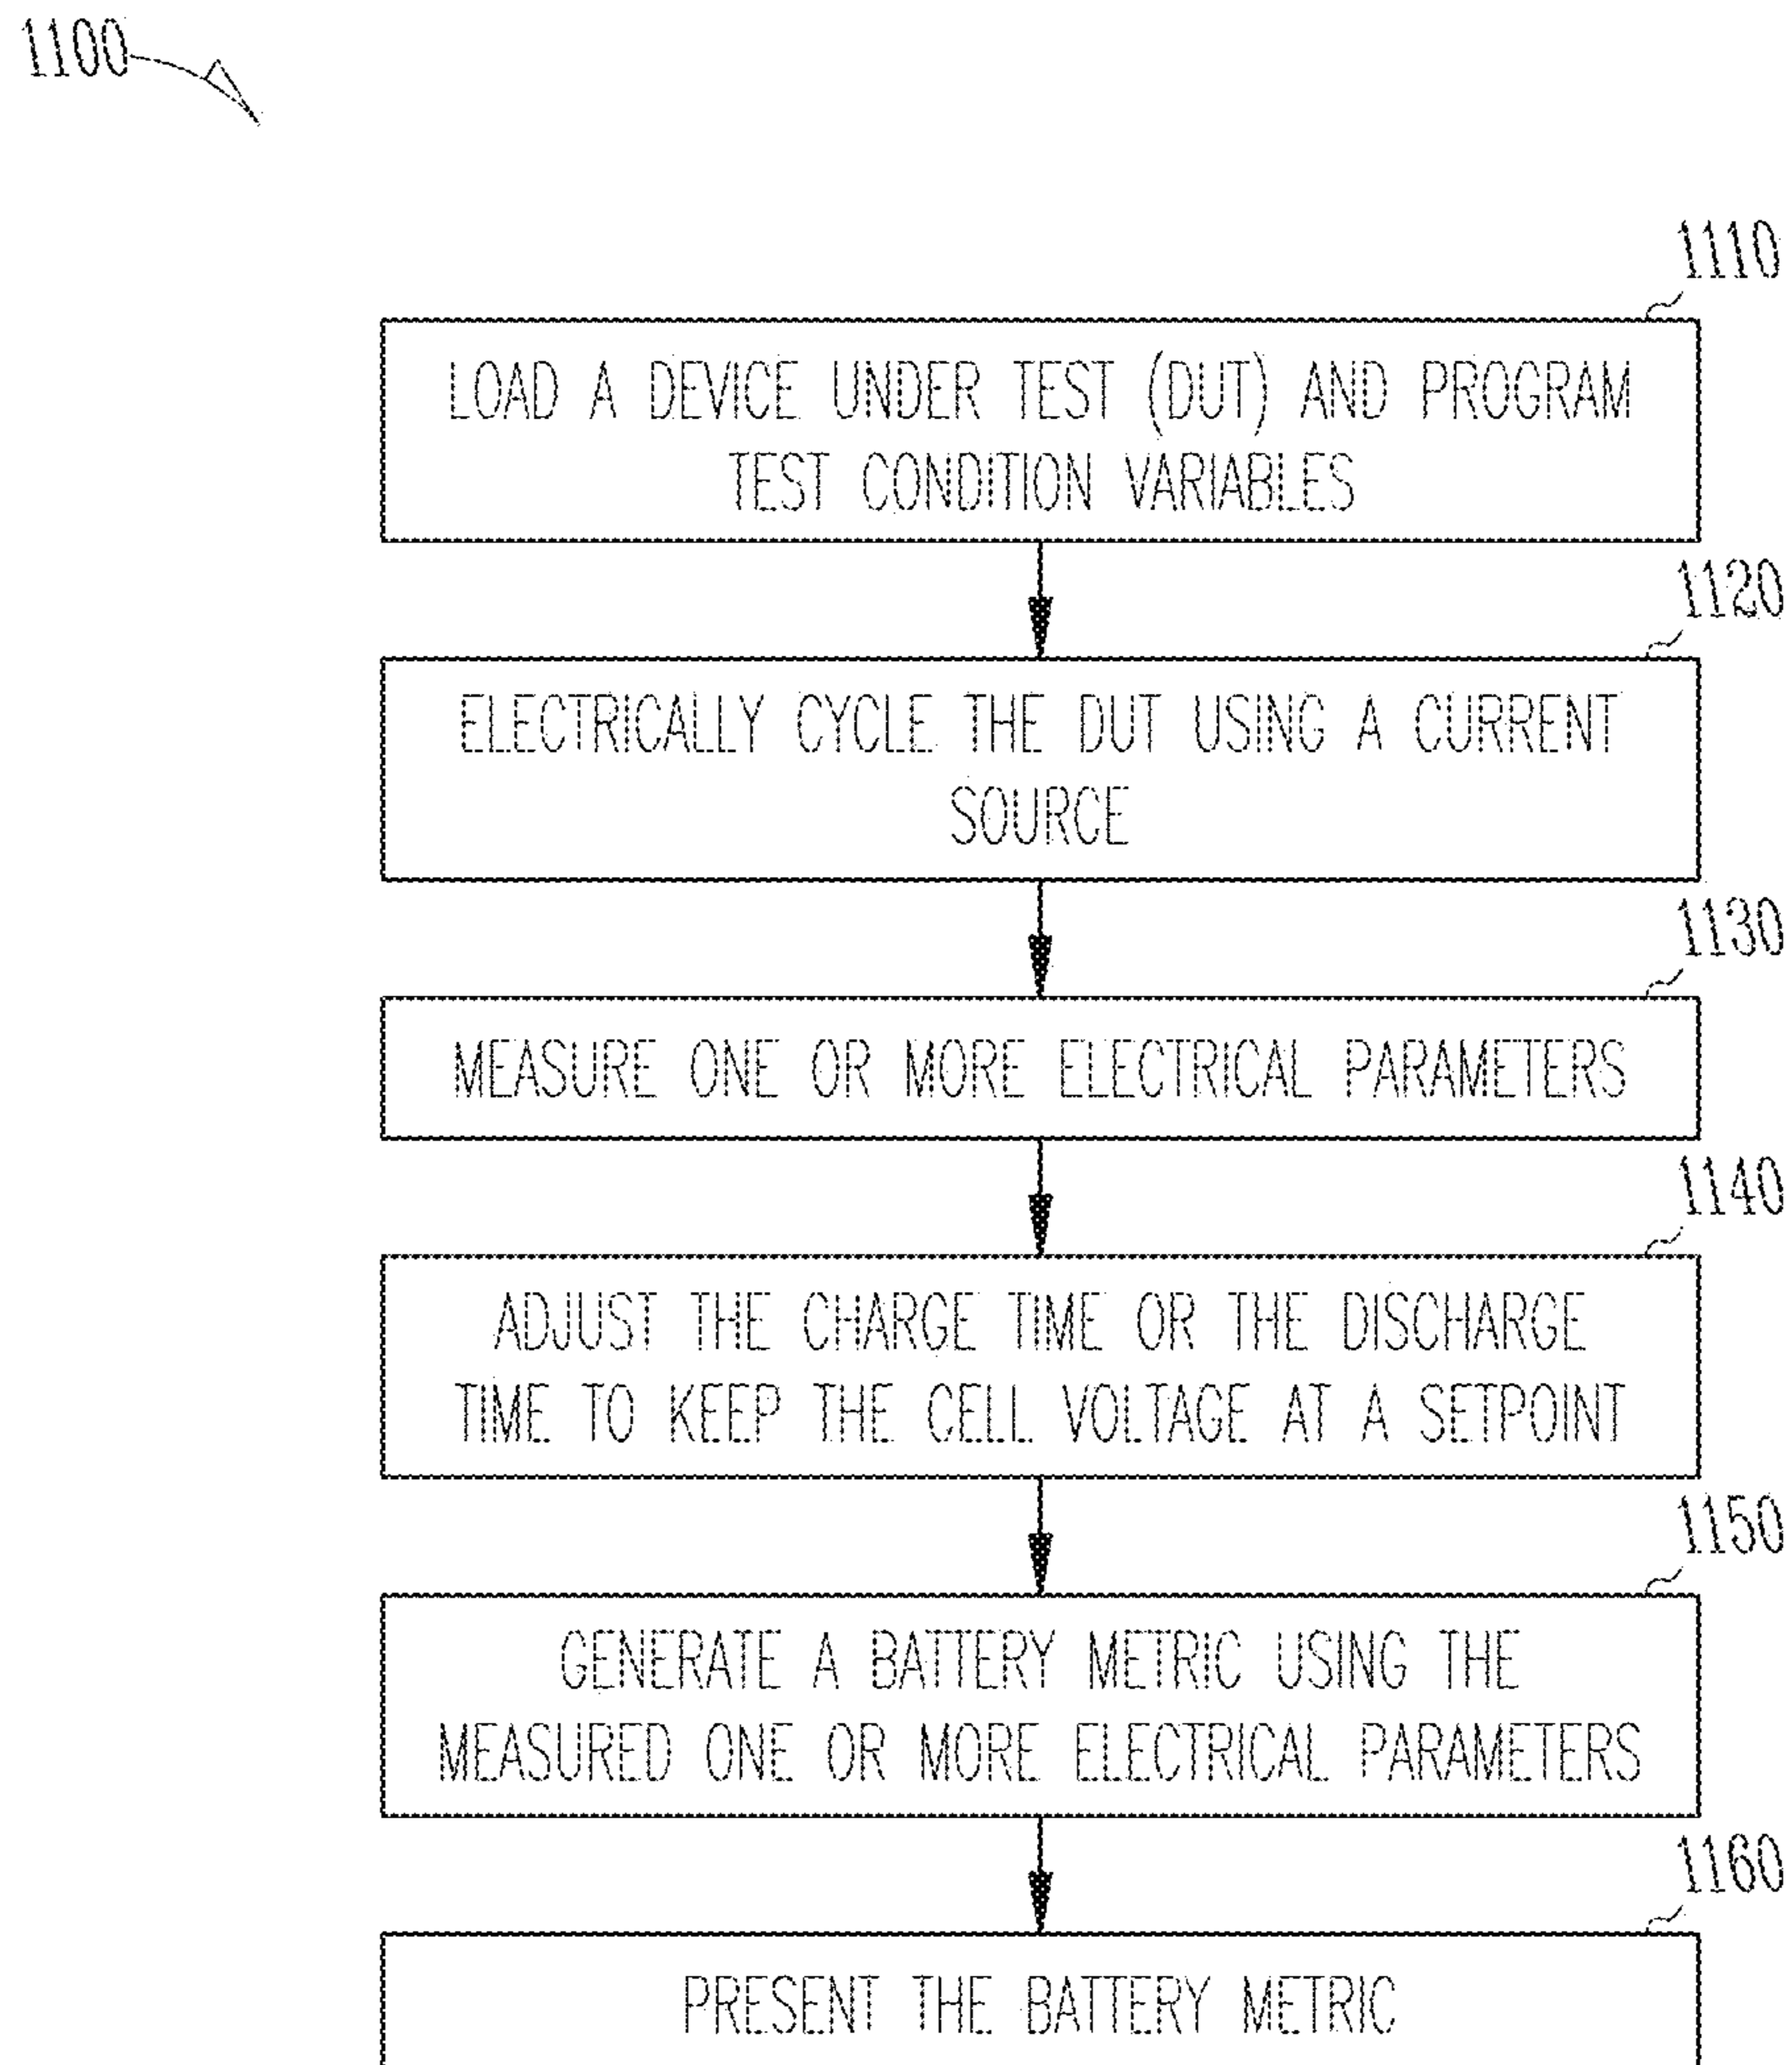 1100
1110
LOAD A DEVICE UNDER TEST (DUT) AND PROGRAM
TEST CONDITION VARIABLES
1120
ELECTRICALLY CYCLE THE DUT USING A CURRENT
SOURCE
1130
MEASURE ONE OR MORE ELECTRICAL PARAMETERS
1140
ADJUST THE CHARGE TIME OR THE DISCHARGE
TIME TO KEEP THE CELL VOLTAGE AT A SETPOINT
1150
GENERATE A BATTERY METRIC USING THE
MEASURED ONE OR MORE ELECTRICAL PARAMETERS
1160
PRESENT THE BATTERY METRIC